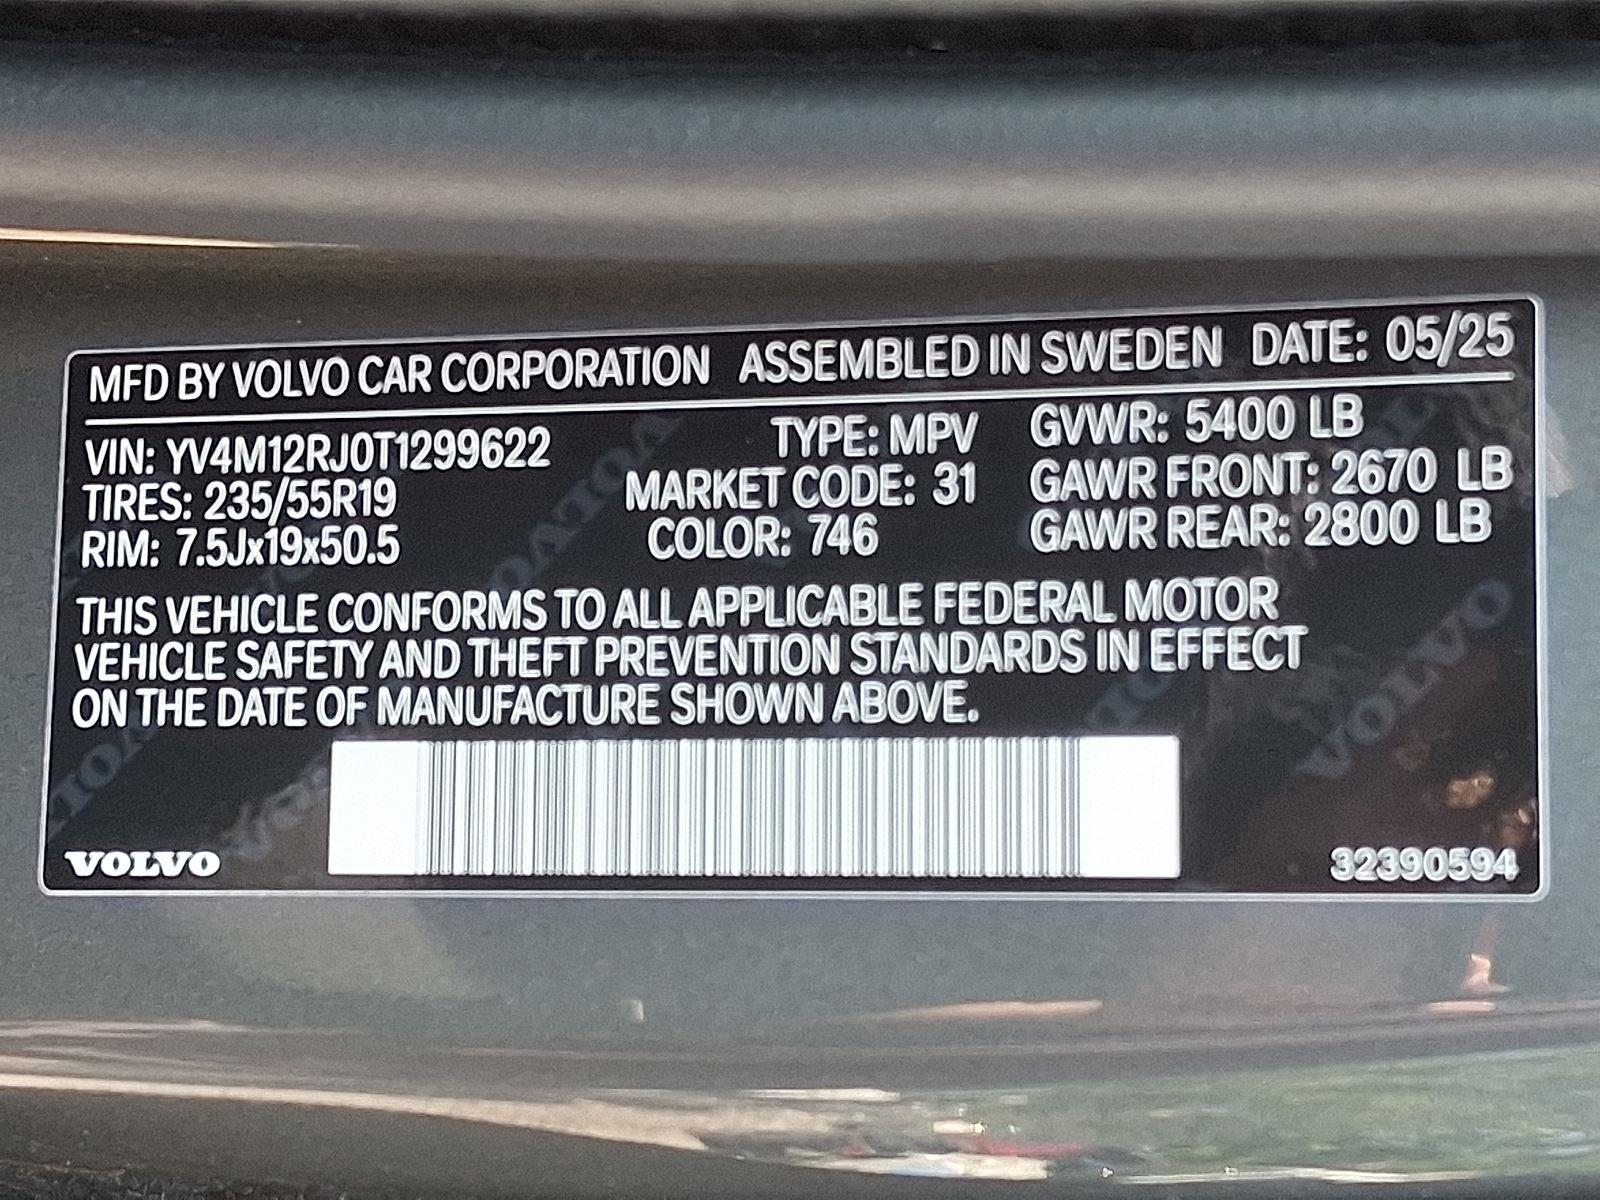 MFD BY VOLVO CAR CORPORATION ASSEMBLED IN SWEDEN DATE: 05/25
VIN: YV4M12RJ0T1299622 TYPE: MPV GVWR: 5400 LB
TIRES: 235/55R19 MARKET CODE: 31 GAWR FRONT: 2670 LB
RIM: 7.5Jx19x50.5 COLOR: 746 GAWR REAR: 2800 LB
THIS VEHICLE CONFORMS TO ALL APPLICABLE FEDERAL MOTOR
VEHICLE SAFETY AND THEFT PREVENTION STANDARDS IN EFFECT
ON THE DATE OF MANUFACTURE SHOWN ABOVE.
VOLVO 32390594